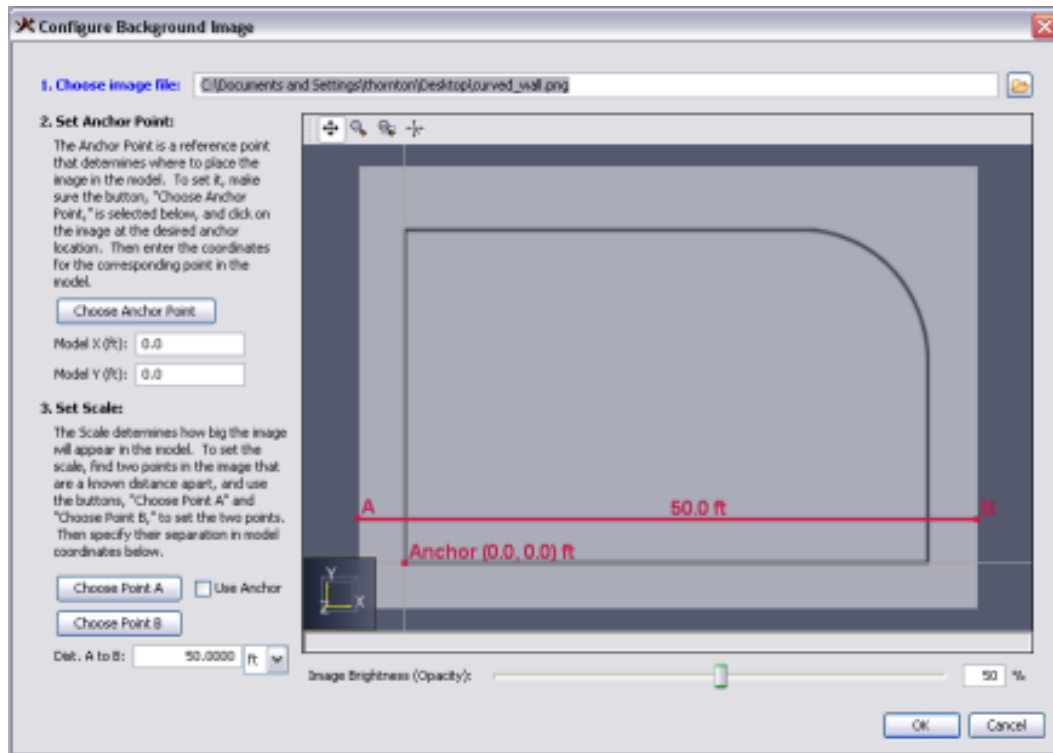 Configure Background Image
1. Choose image file: C:\Documents and Settings\thornton\Desktop\curved_wall.png
2. Set Anchor Point:
The Anchor Point is a reference point
that determines where to place the
image in the model. To set it, make
sure the button, "Choose Anchor
Point," is selected below, and click on
the image at the desired anchor
location. Then enter the coordinates
for the corresponding point in the
model.
Choose Anchor Point
Model X (ft): 0.0
Model Y (ft): 0.0
3. Set Scale:
The Scale determines how big the image
will appear in the model. To set the
scale, find two points in the image that
are a known distance apart, and use
the buttons, "Choose Point A" and
"Choose Point B," to set the two points.
Then specify their separation in model
coordinates below.
Choose Point A Use Anchor
Choose Point B
Dist. A to B: 50.0000 ft
A 50.0 ft B
Anchor (0.0, 0.0) ft
Y
Z X
Image Brightness (Opacity): 50 %
OK Cancel